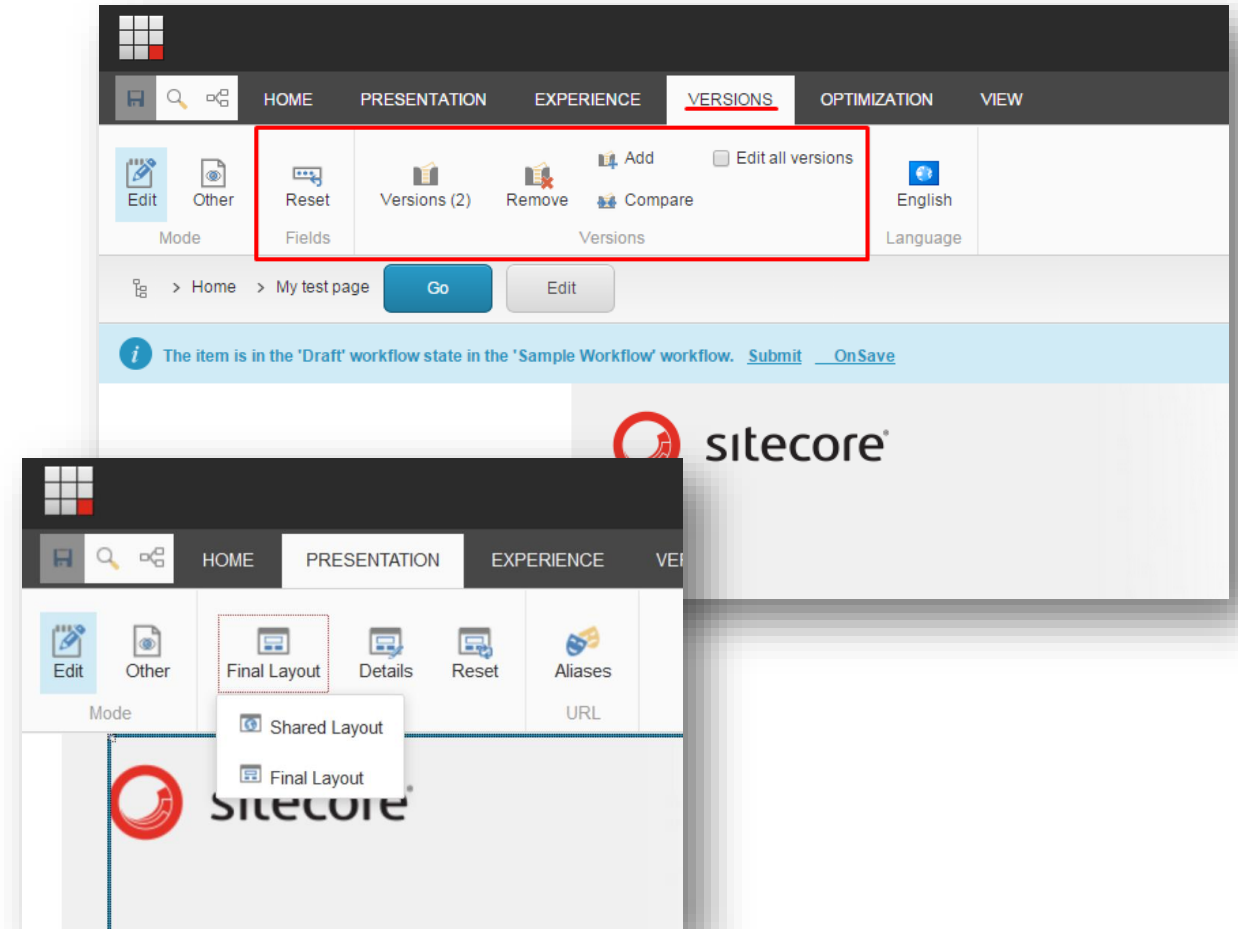 HOME PRESENTATION EXPERIENCE VERSIONS OPTIMIZATION VIEW
Add Edit all versions
Edit Other Reset Versions (2) Remove Compare English
Mode Fields Versions Language
> Home > My test page Go Edit
i The item is in the 'Draft' workflow state in the 'Sample Workflow' workflow. Submit __OnSave
sitecore
HOME PRESENTATION EXPERIENCE
Edit Other Final Layout Details Reset Aliases
Mode URL
Shared Layout
Final Layout
sitecore